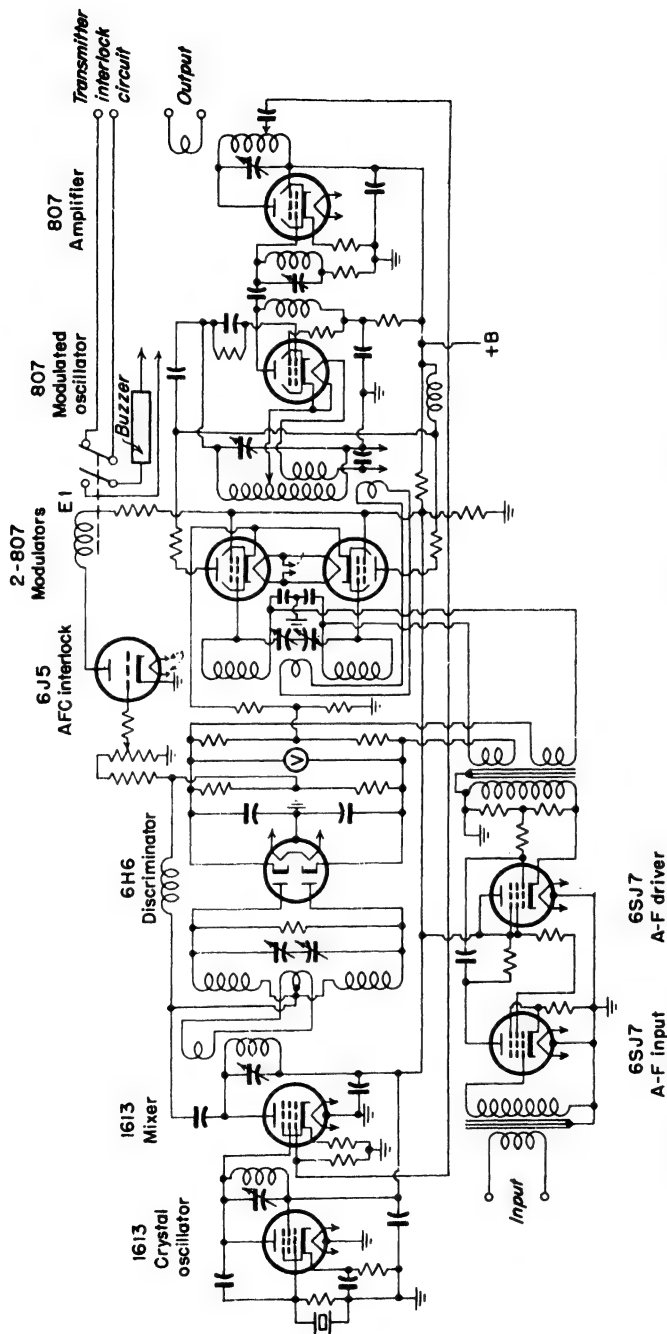 Transmitter
interlock
circuit
Output
807
Amplifier
807
Modulated
oscillator
Buzzer
E1
2-807
Modulators
6J5
AFC interlock
+B
6H6
Discriminator
V
1613
Mixer
1613
Crystal
oscillator
6SJ7
A-F driver
6SJ7
A-F input
Input